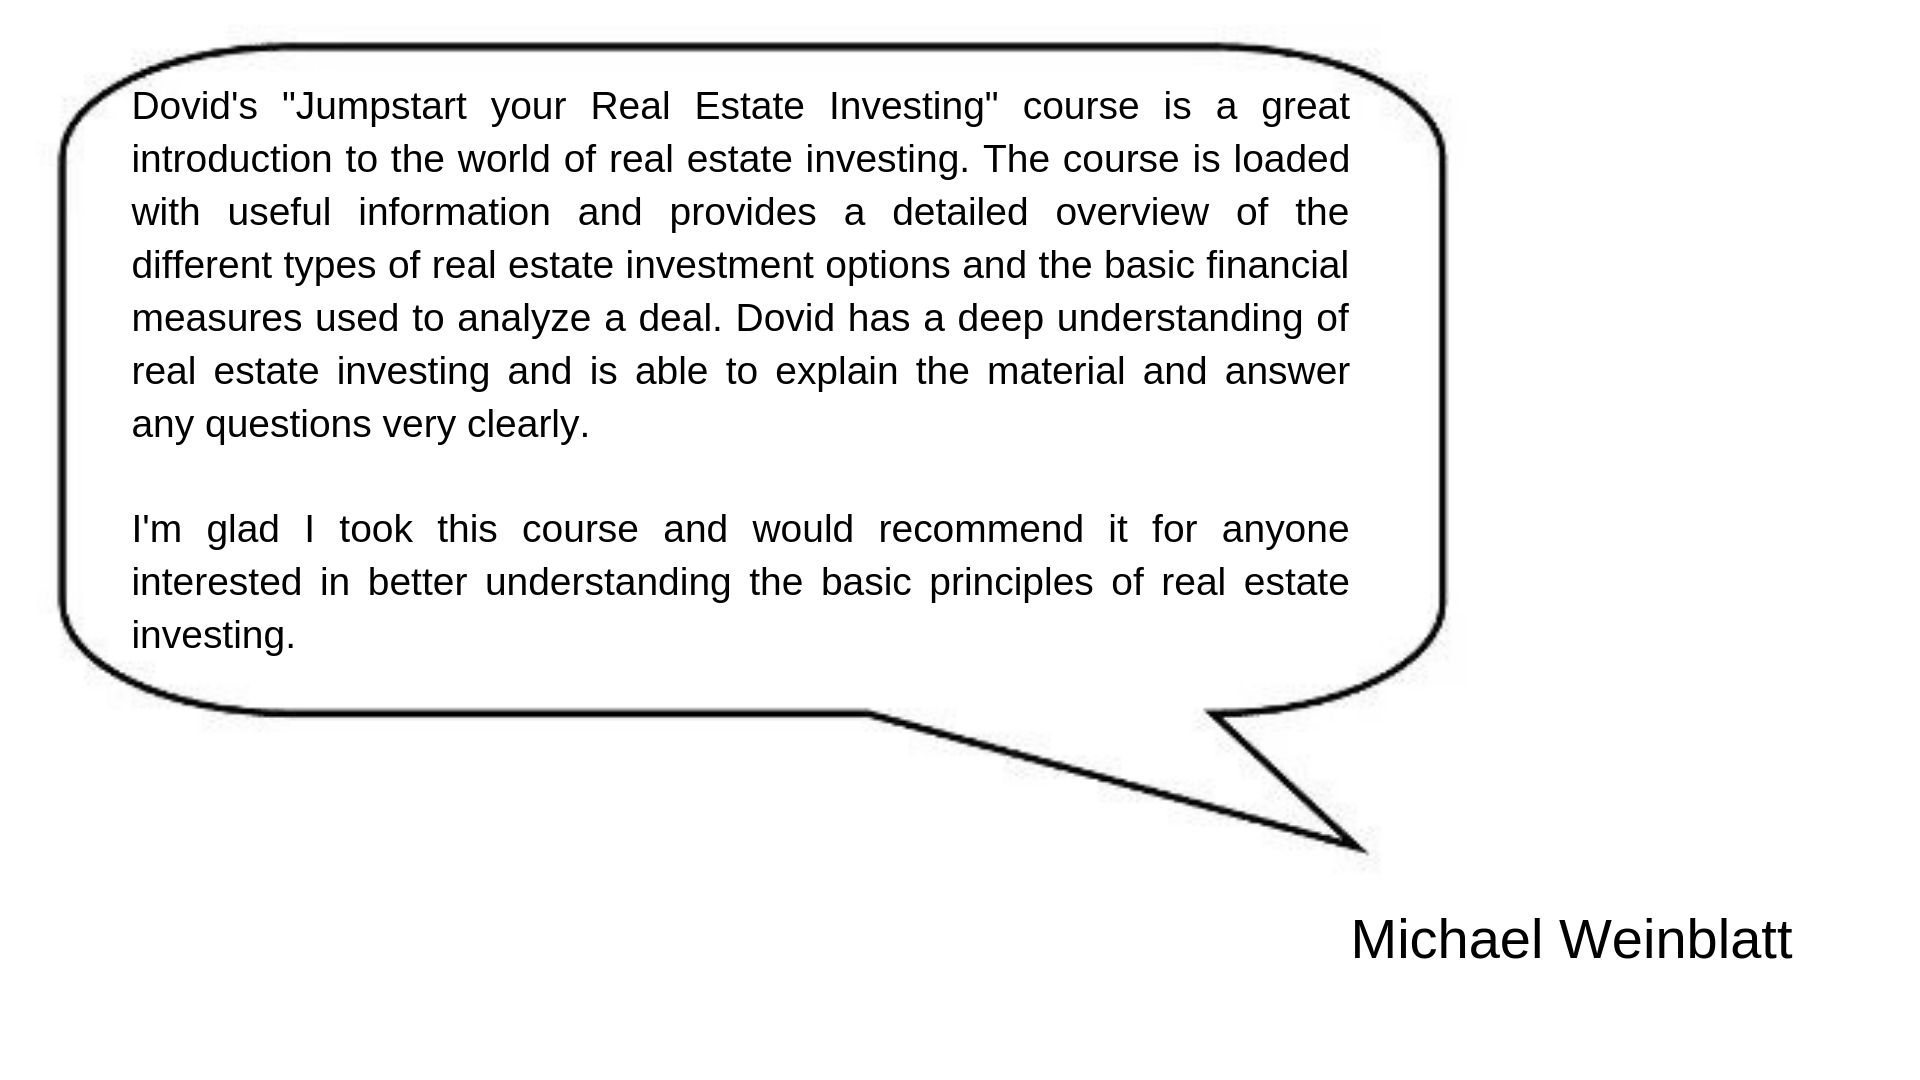 Dovid's "Jumpstart your Real Estate Investing" course is a great
introduction to the world of real estate investing. The course is loaded
with useful information and provides a detailed overview of the
different types of real estate investment options and the basic financial
measures used to analyze a deal. Dovid has a deep understanding of
real estate investing and is able to explain the material and answer
any questions very clearly.
I'm glad I took this course and would recommend it for anyone
interested in better understanding the basic principles of real estate
investing.
Michael Weinblatt